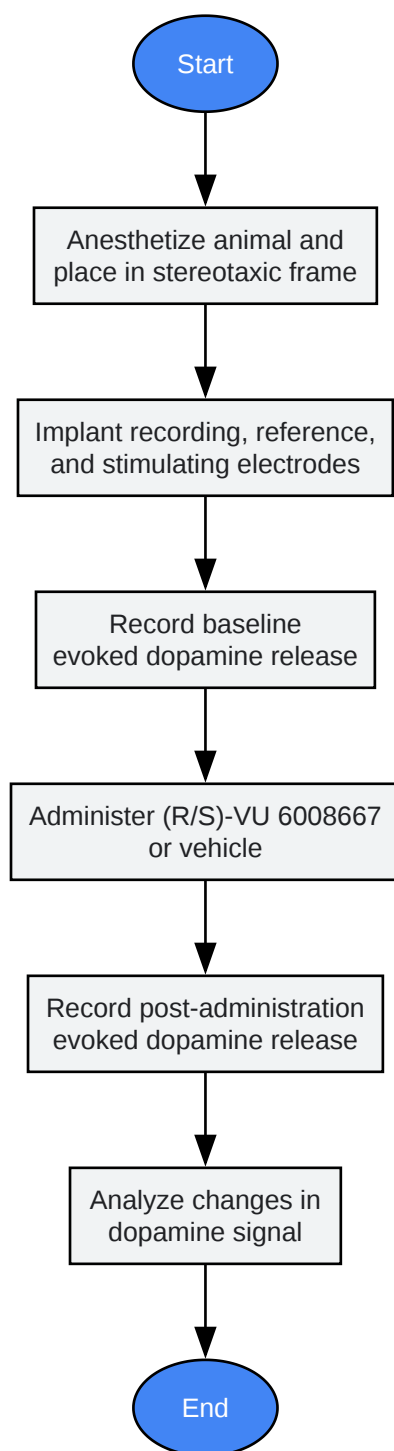 Start
Anesthetize animal and
place in stereotaxic frame
Implant recording, reference,
and stimulating electrodes
Record baseline
evoked dopamine release
Administer (R/S)-VU 6008667
or vehicle
Record post-administration
evoked dopamine release
Analyze changes in
dopamine signal
End